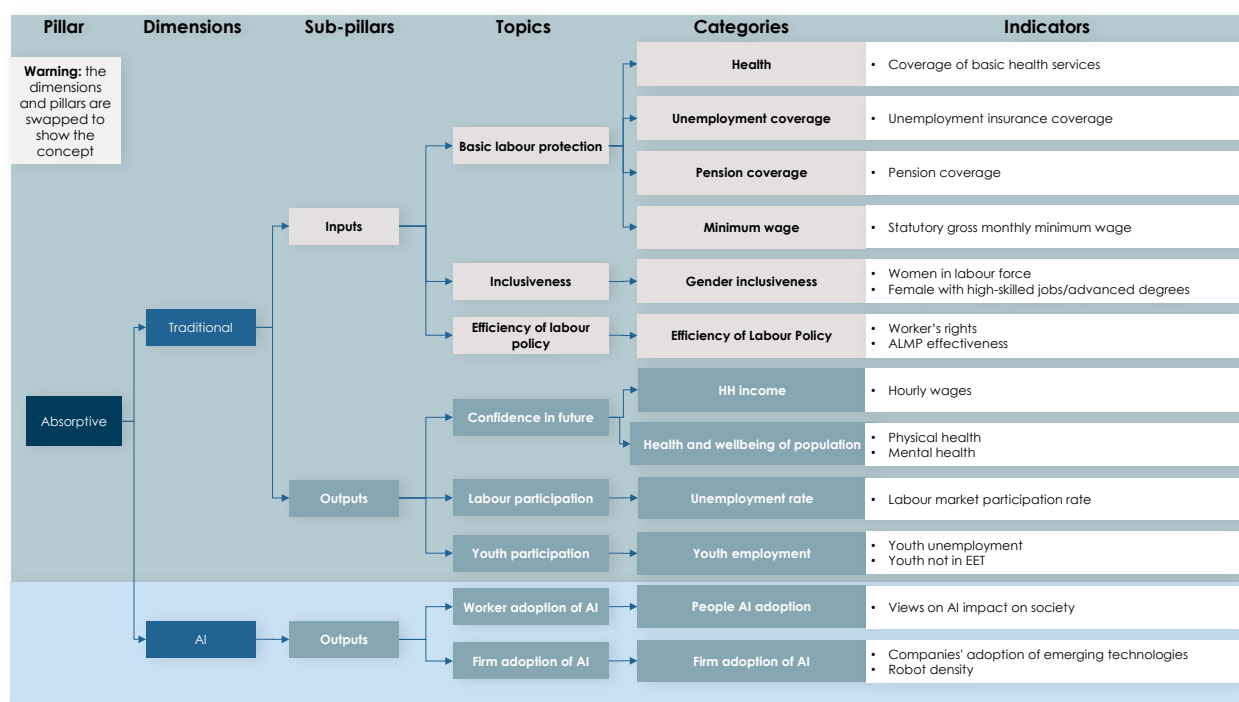 Pillar
Dimensions
Sub-pillars
Topics
Categories
Indicators
Warning: the
dimensions
and pillars are
swapped to
show the
concept
Absorptive
Traditional
Inputs
Basic labour protection
Health
• Coverage of basic health services
Unemployment coverage
• Unemployment insurance coverage
Pension coverage
• Pension coverage
Minimum wage
• Statutory gross monthly minimum wage
Inclusiveness
Gender inclusiveness
• Women in labour force
• Female with high-skilled jobs/advanced degrees
Efficiency of labour
policy
Efficiency of Labour Policy
• Worker's rights
• ALMP effectiveness
Outputs
Confidence in future
HH income
• Hourly wages
Health and wellbeing of population
• Physical health
• Mental health
Labour participation
Unemployment rate
• Labour market participation rate
Youth participation
Youth employment
• Youth unemployment
• Youth not in EET
AI
Outputs
Worker adoption of AI
People AI adoption
• Views on AI impact on society
Firm adoption of AI
Firm adoption of AI
• Companies' adoption of emerging technologies
• Robot density